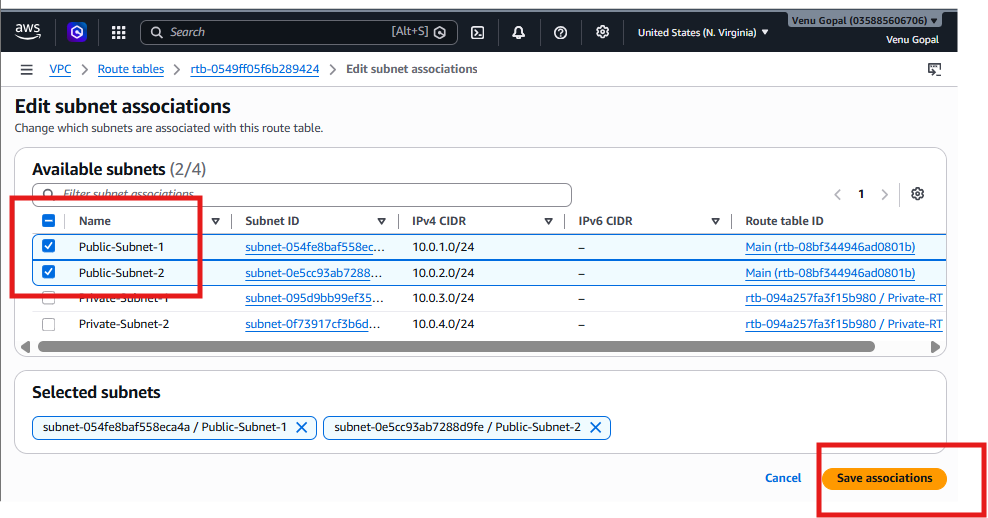 aws Search [Alt+S] United States (N. Virginia) Venu Gopal (035885606706)
Venu Gopal
VPC Route tables rtb-0549ff05f6b289424 Edit subnet associations
Edit subnet associations
Change which subnets are associated with this route table.
Available subnets (2/4)
Filter subnet associations 1
Name Subnet ID IPv4 CIDR IPv6 CIDR Route table ID
Public-Subnet-1 subnet-054fe8baf558ec... 10.0.1.0/24 – Main (rtb-08bf344946ad0801b)
Public-Subnet-2 subnet-0e5cc93ab7288... 10.0.2.0/24 – Main (rtb-08bf344946ad0801b)
Private-Subnet-1 subnet-095d9bb99ef35... 10.0.3.0/24 – rtb-094a257fa3f15b980 / Private-RT
Private-Subnet-2 subnet-0f73917cf3b6d... 10.0.4.0/24 – rtb-094a257fa3f15b980 / Private-RT
Selected subnets
subnet-054fe8baf558eca4a / Public-Subnet-1 subnet-0e5cc93ab7288d9fe / Public-Subnet-2
Cancel Save associations